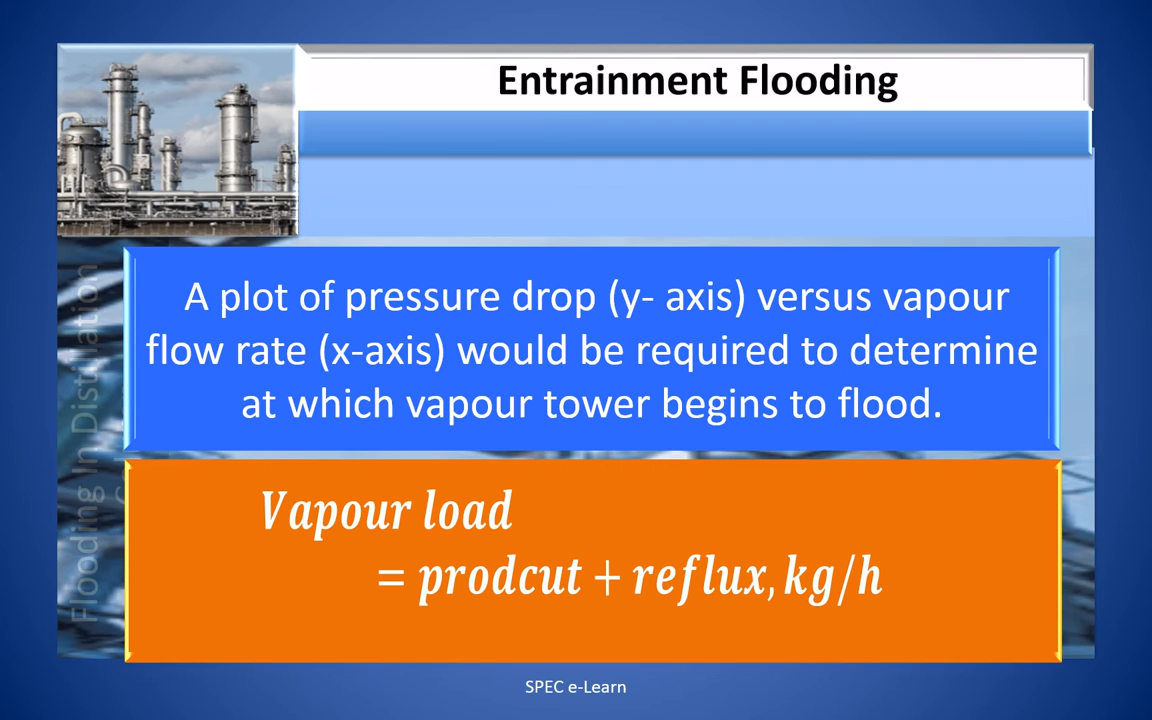 Entrainment Flooding
A plot of pressure drop (y- axis) versus vapour
flow rate (x-axis) would be required to determine
at which vapour tower begins to flood.
Vapour load
= prodcut + reflux, kg/h
Flooding In Distillation
SPEC e-Learn